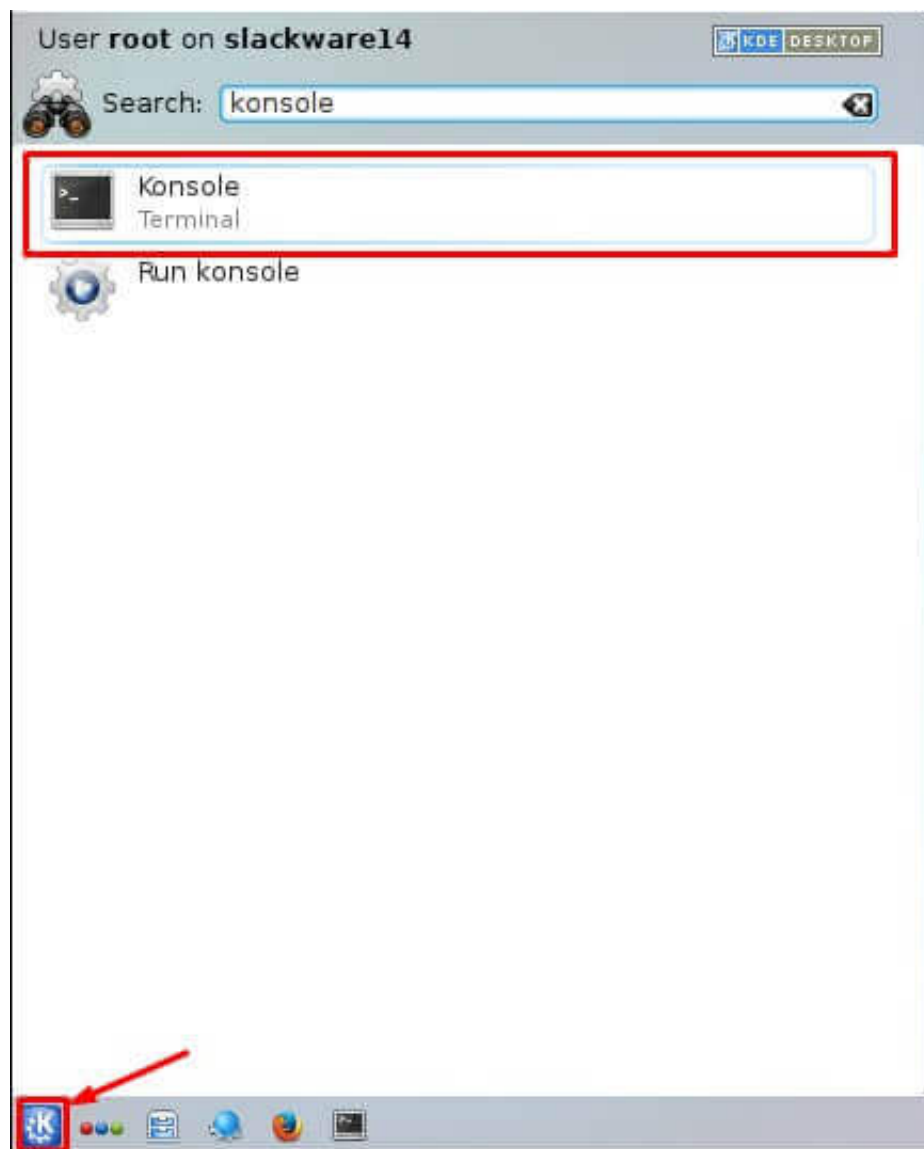 User root on slackware14
KDE DESKTOP
Search: konsole
Konsole
Terminal
Run konsole